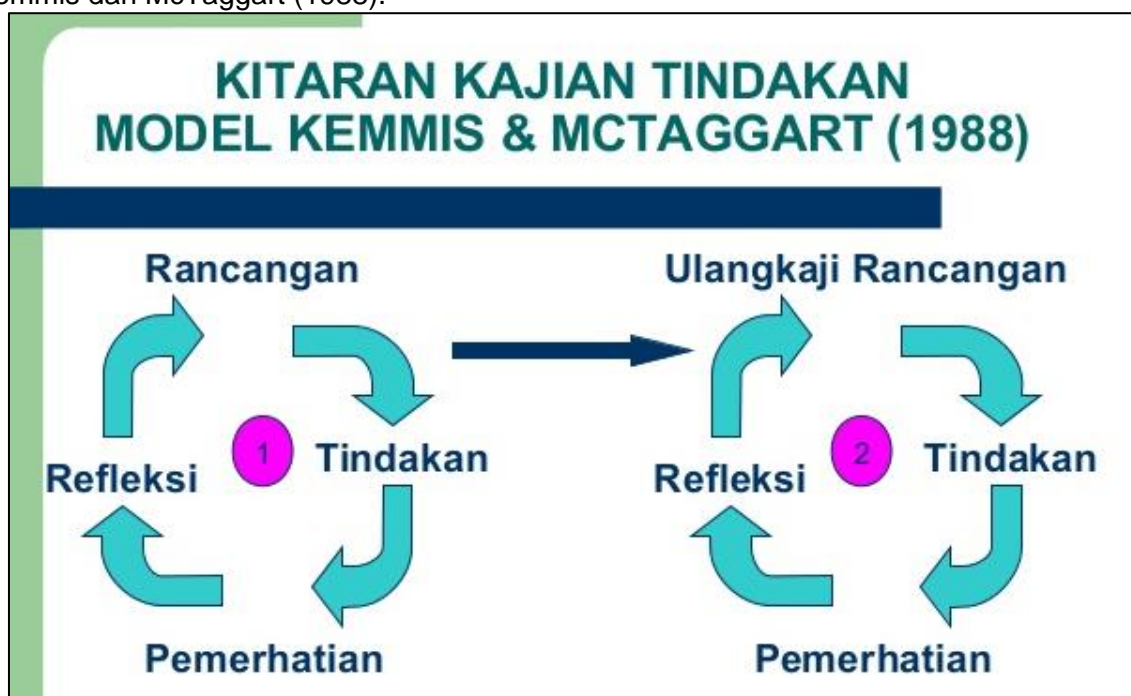 dan McTaggart (1988).
KITARAN KAJIAN TINDAKAN
MODEL KEMMIS & MCTAGGART (1988)
Rancangan
Ulangkaji Rancangan
1
Tindakan
2
Tindakan
Refleksi
Refleksi
Pemerhatian
Pemerhatian